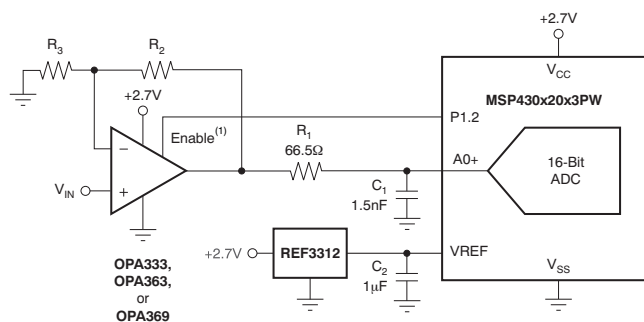 +2.7V
R3
R2
VCC
+2.7V
MSP430x20x3PW
Enable(1)
P1.2
R1
66.5Ω
−
A0+
16-Bit
ADC
VIN
+
C1
1.5nF
+2.7V
REF3312
VREF
C2
1µF
VSS
OPA333,
OPA363,
or
OPA369